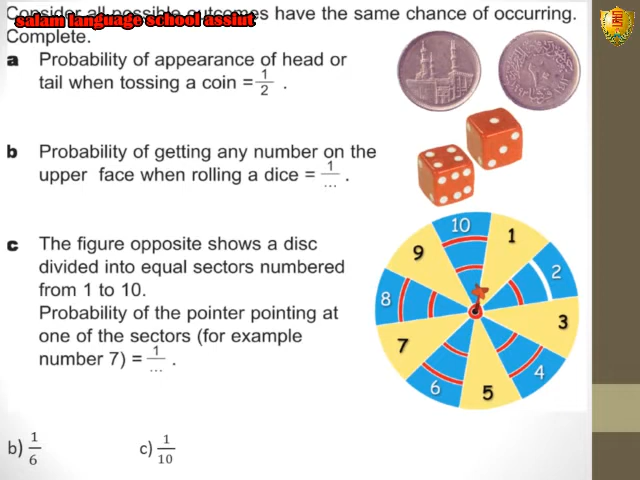 Consider all possible outcomes have the same chance of occurring.
salam language school assiut
Complete.
a Probability of appearance of head or
tail when tossing a coin = 1/2 .
b Probability of getting any number on the
upper face when rolling a dice = 1/... .
c The figure opposite shows a disc
divided into equal sectors numbered
from 1 to 10.
Probability of the pointer pointing at
one of the sectors (for example
number 7) = 1/... .
10
1
2
3
4
5
6
7
8
9
b) 1/6
c) 1/10